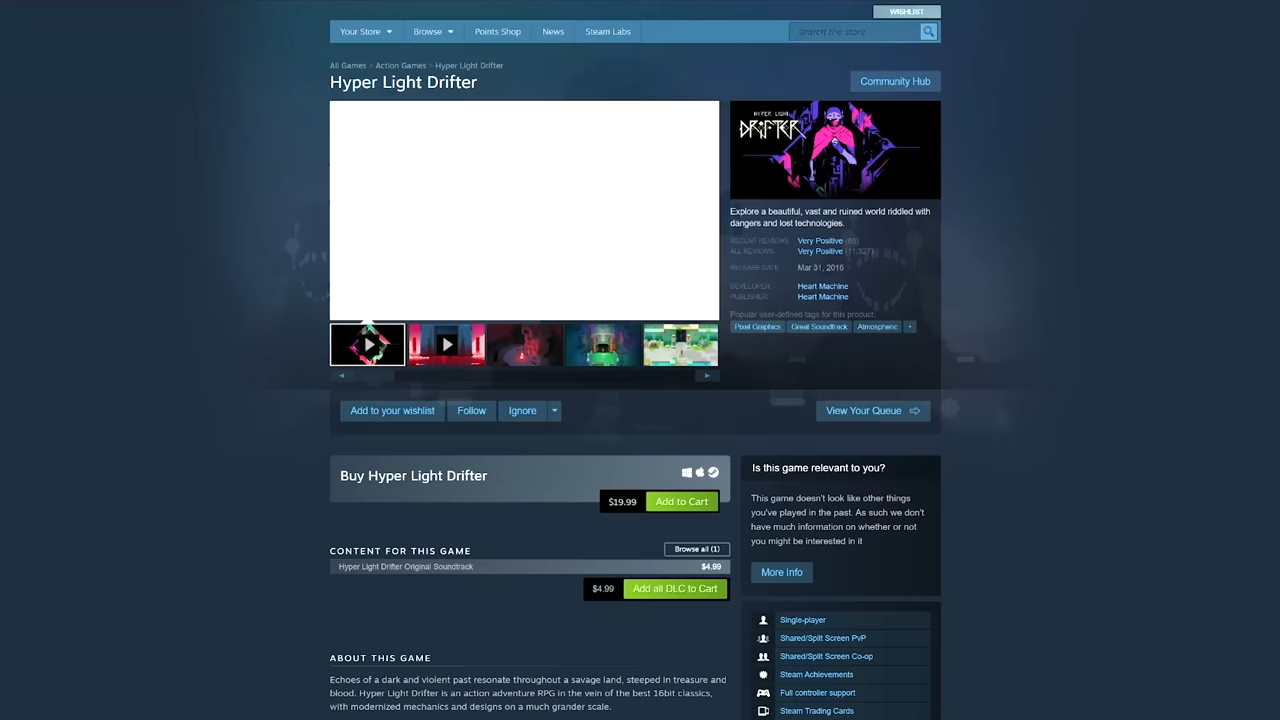 WISHLIST
Your Store Browse Points Shop News Steam Labs search the store
All Games > Action Games > Hyper Light Drifter
Hyper Light Drifter
Community Hub
HYPER LIGHT
DRIFTER
Explore a beautiful, vast and ruined world riddled with
dangers and lost technologies.
RECENT REVIEWS: Very Positive (65)
ALL REVIEWS: Very Positive (11,327)
RELEASE DATE: Mar 31, 2016
DEVELOPER: Heart Machine
PUBLISHER: Heart Machine
Popular user-defined tags for this product:
Pixel Graphics Great Soundtrack Atmospheric +
Add to your wishlist Follow Ignore View Your Queue
Buy Hyper Light Drifter
$19.99 Add to Cart
CONTENT FOR THIS GAME Browse all (1)
Hyper Light Drifter Original Soundtrack $4.99
$4.99 Add all DLC to Cart
ABOUT THIS GAME
Echoes of a dark and violent past resonate throughout a savage land, steeped in treasure and
blood. Hyper Light Drifter is an action adventure RPG in the vein of the best 16bit classics,
with modernized mechanics and designs on a much grander scale.
Is this game relevant to you?
This game doesn't look like other things
you've played in the past. As such we don't
have much information on whether or not
you might be interested in it
More Info
Single-player
Shared/Split Screen PvP
Shared/Split Screen Co-op
Steam Achievements
Full controller support
Steam Trading Cards